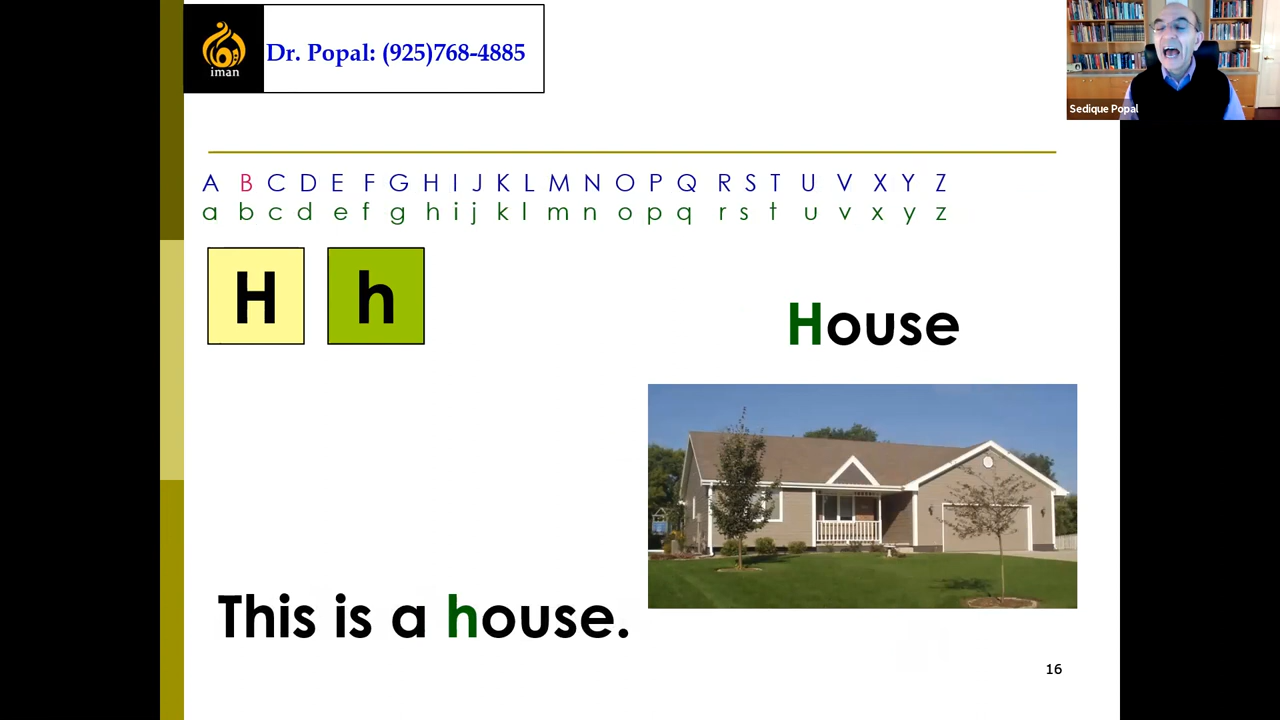 iman
Dr. Popal: (925)768-4885
Sedique Popal
A B C D E F G H I J K L M N O P Q R S T U V X Y Z
a b c d e f g h i j k l m n o p q r s t u v x y z
H h
House
This is a house.
16